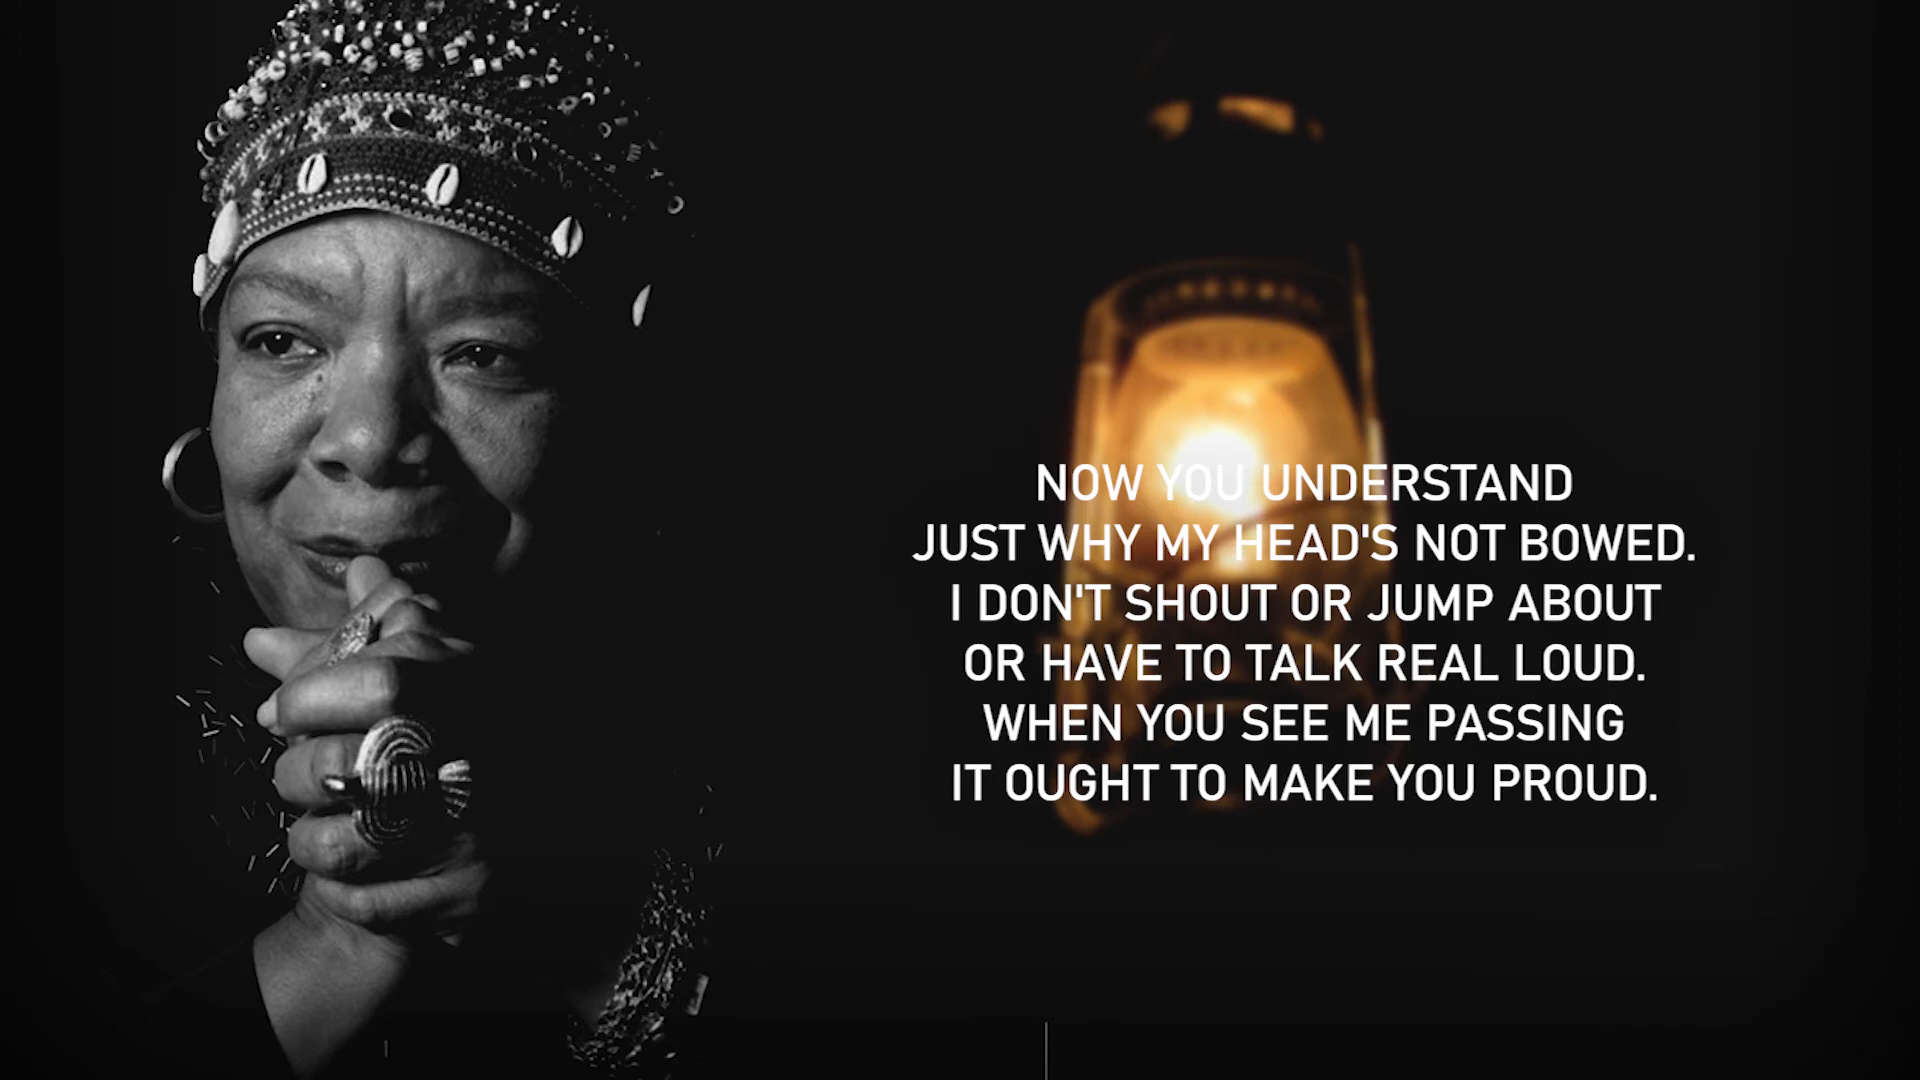 NOW YOU UNDERSTAND
JUST WHY MY HEAD'S NOT BOWED.
I DON'T SHOUT OR JUMP ABOUT
OR HAVE TO TALK REAL LOUD.
WHEN YOU SEE ME PASSING
IT OUGHT TO MAKE YOU PROUD.